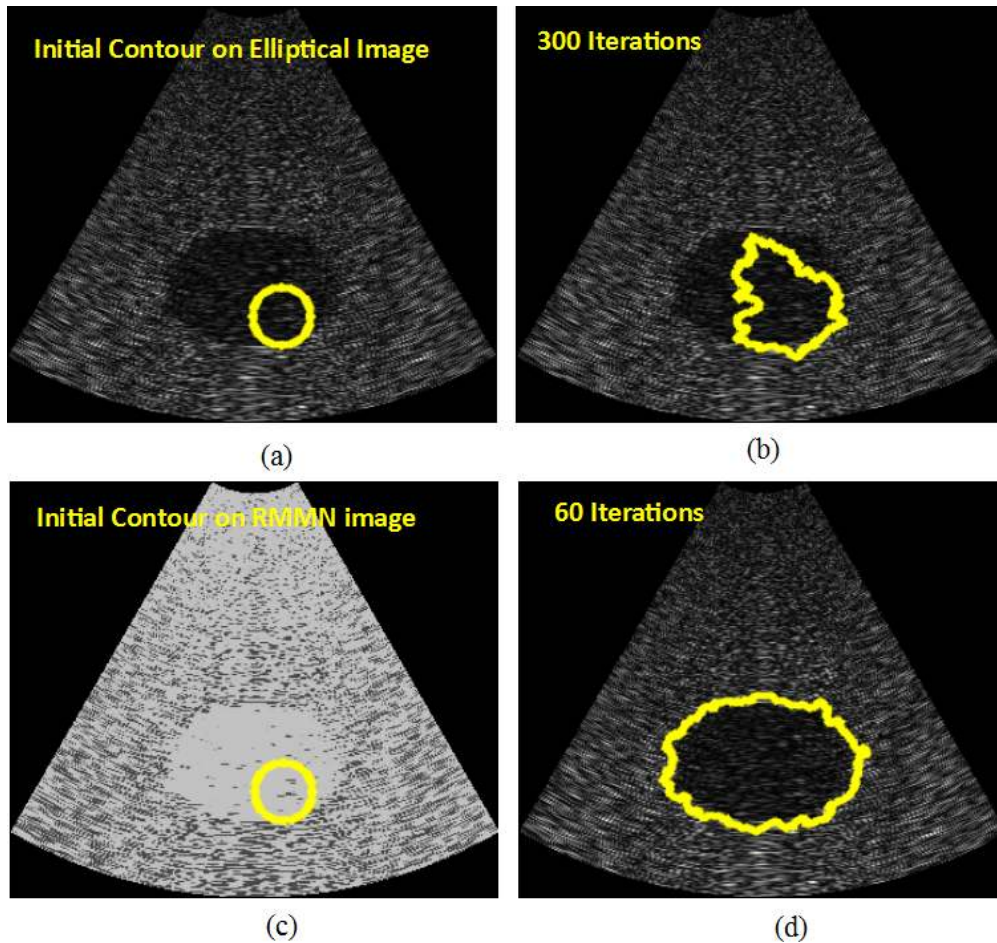 Initial Contour on Elliptical Image
300 Iterations
(a)
(b)
Initial Contour on RMMN image
60 Iterations
(c)
(d)